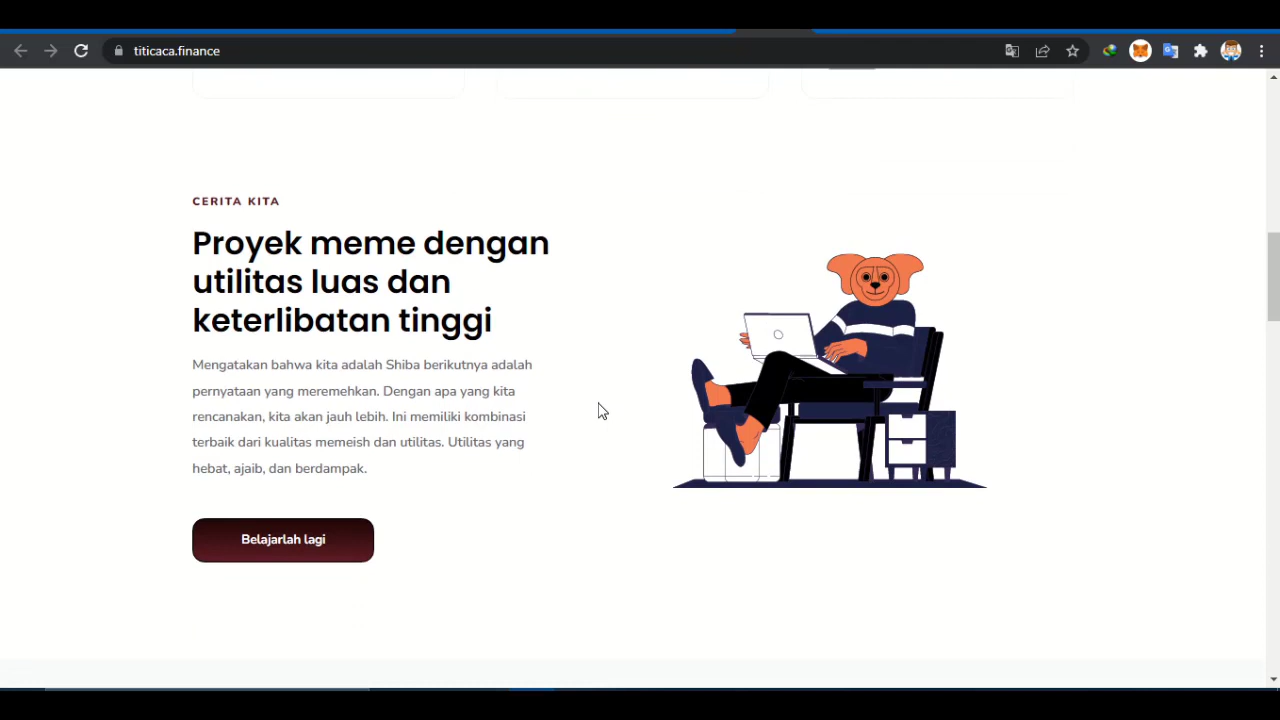 titicaca.finance
CERITA KITA
Proyek meme dengan
utilitas luas dan
keterlibatan tinggi
Mengatakan bahwa kita adalah Shiba berikutnya adalah
pernyataan yang meremehkan. Dengan apa yang kita
rencanakan, kita akan jauh lebih. Ini memiliki kombinasi
terbaik dari kualitas memeish dan utilitas. Utilitas yang
hebat, ajaib, dan berdampak.
Belajarlah lagi